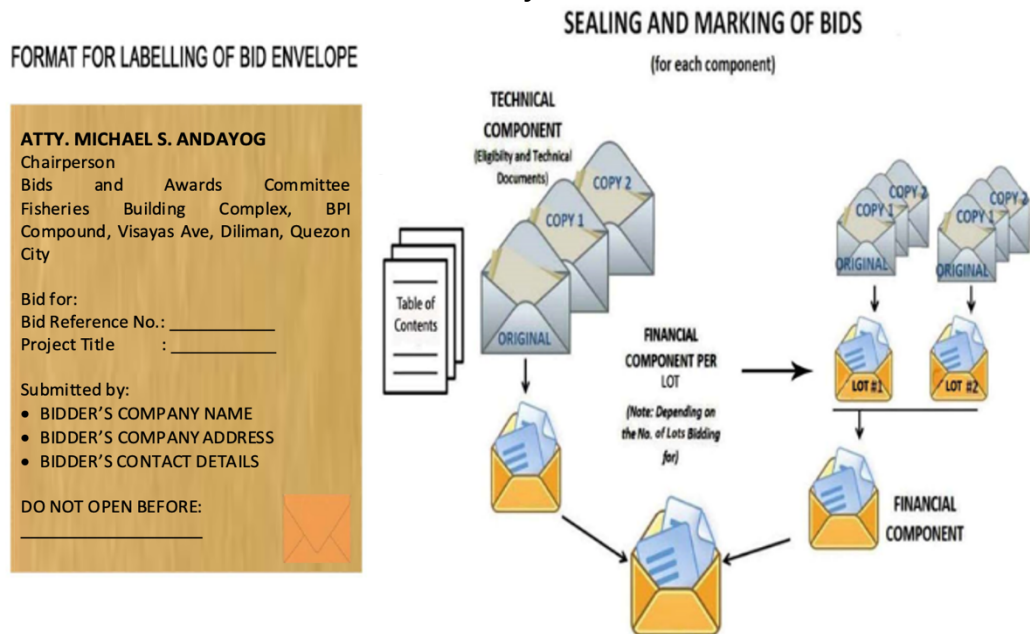 FORMAT FOR LABELLING OF BID ENVELOPE
ATTY. MICHAEL S. ANDAYOG
Chairperson
Bids and Awards Committee
Fisheries Building Complex, BPI
Compound, Visayas Ave, Diliman, Quezon
City
Bid for:
Bid Reference No.: ____________
Project Title : ____________
Submitted by:
• BIDDER'S COMPANY NAME
• BIDDER'S COMPANY ADDRESS
• BIDDER'S CONTACT DETAILS
DO NOT OPEN BEFORE:
____________________
SEALING AND MARKING OF BIDS
(for each component)
TECHNICAL
COMPONENT
(Eligibility and Technical
Documents)
COPY 2
COPY 1
ORIGINAL
Table of
Contents
FINANCIAL
COMPONENT PER
LOT
(Note: Depending on
the No. of Lots Bidding
for)
COPY 2
COPY 1
ORIGINAL
COPY 2
COPY 1
ORIGINAL
LOT #1
LOT #2
FINANCIAL
COMPONENT